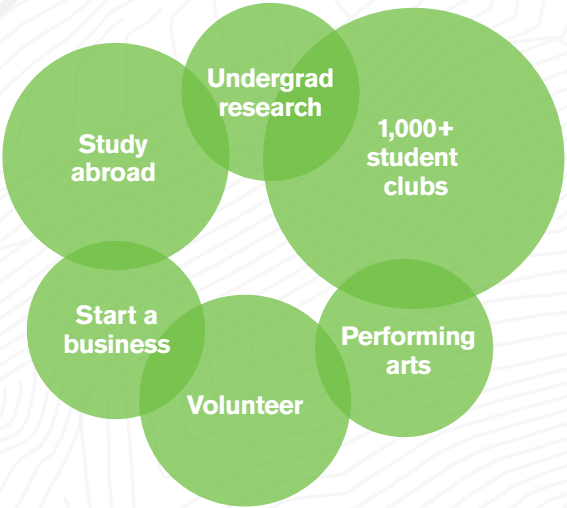 Undergrad
research
1,000+
student
clubs
Study
abroad
Start a
business
Performing
arts
Volunteer